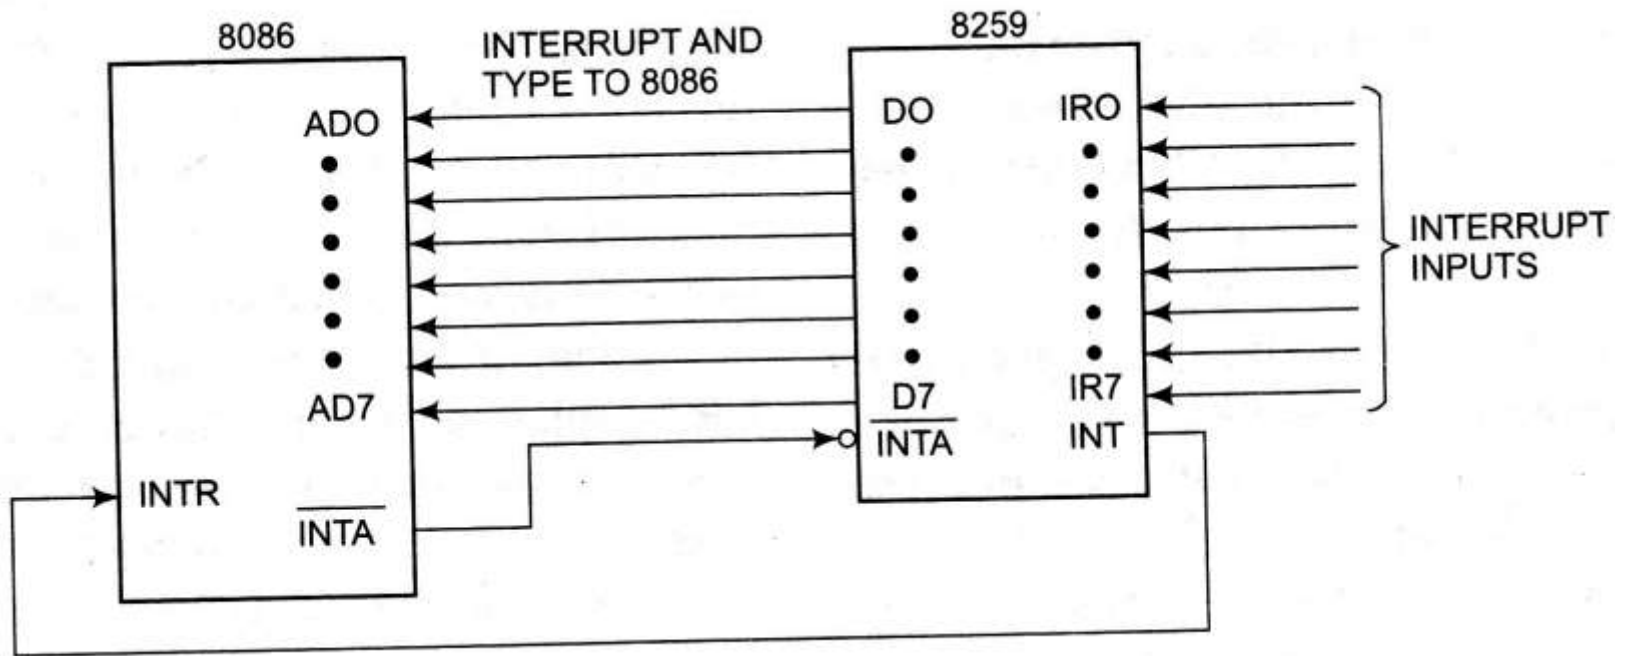 8086
INTERRUPT AND
TYPE TO 8086
8259
ADO
DO
IRO
INTERRUPT
INPUTS
AD7
D7
IR7
INTA
INT
INTR
INTA